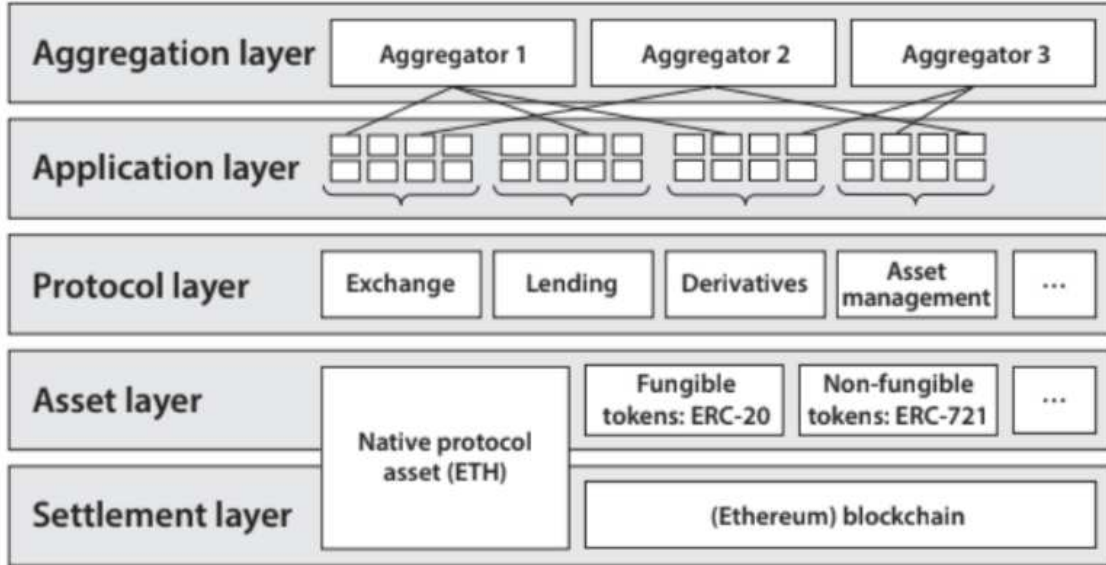 Aggregation layer
Aggregator 1
Aggregator 2
Aggregator 3
Application layer
Protocol layer
Exchange
Lending
Derivatives
Asset
management
...
Asset layer
Native protocol
asset (ETH)
Fungible
tokens: ERC-20
Non-fungible
tokens: ERC-721
...
Settlement layer
(Ethereum) blockchain